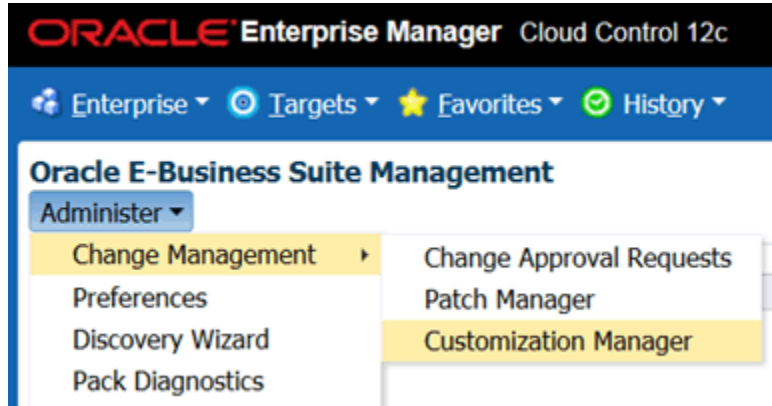 ORACLE Enterprise Manager Cloud Control 12c
Enterprise Targets Favorites History
Oracle E-Business Suite Management
Administer
Change Management
Change Approval Requests
Preferences
Patch Manager
Discovery Wizard
Customization Manager
Pack Diagnostics